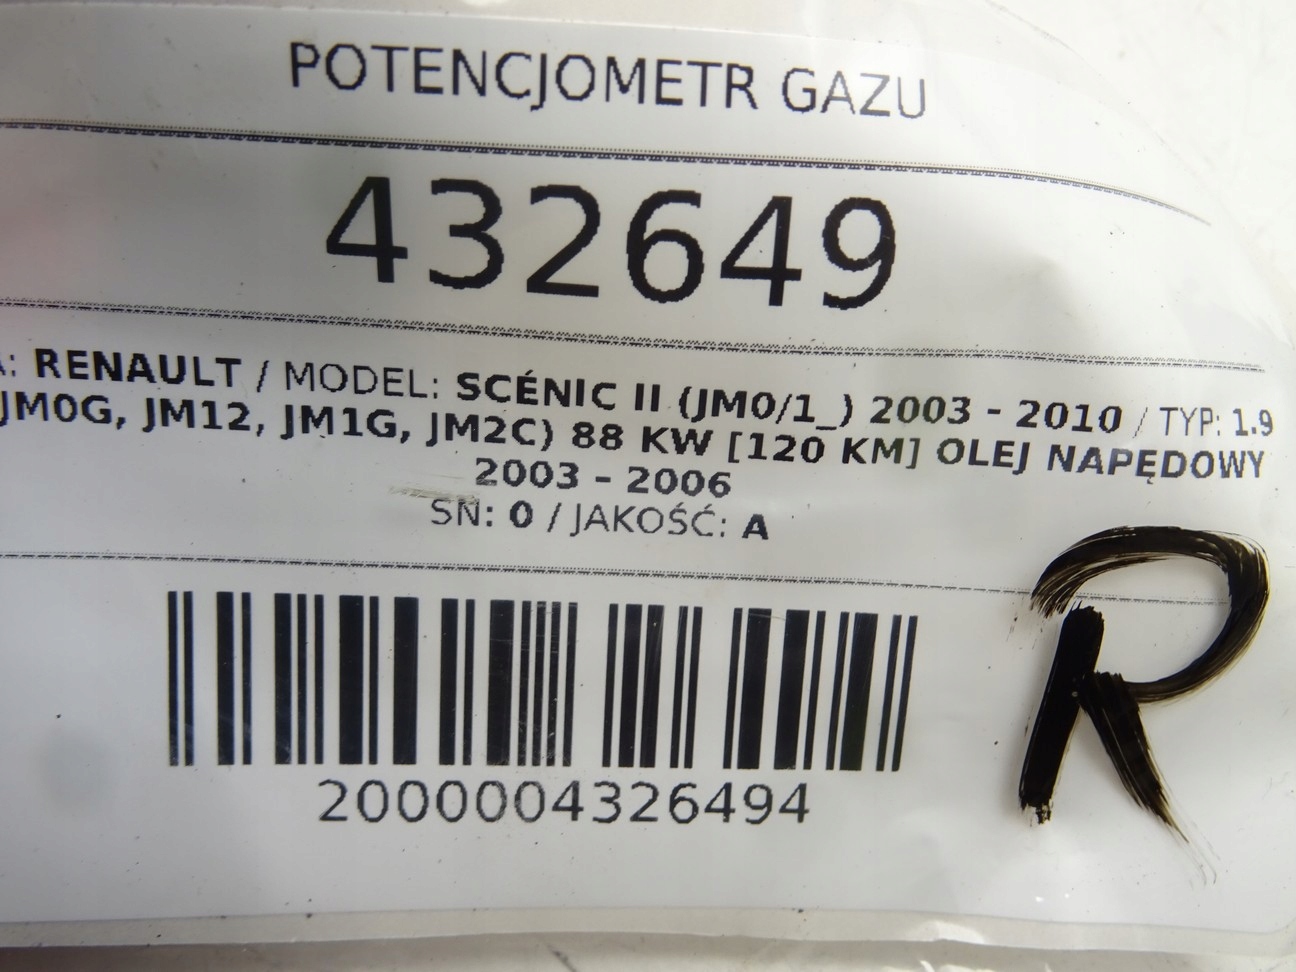 POTENCJOMETR GAZU
432649
: RENAULT / MODEL: SCÉNIC II (JM0/1_) 2003 - 2010 / TYP: 1.9
JM0G, JM12, JM1G, JM2C) 88 KW [120 KM] OLEJ NAPĘDOWY
2003 - 2006
SN: 0 / JAKOŚĆ: A
2000004326494
R